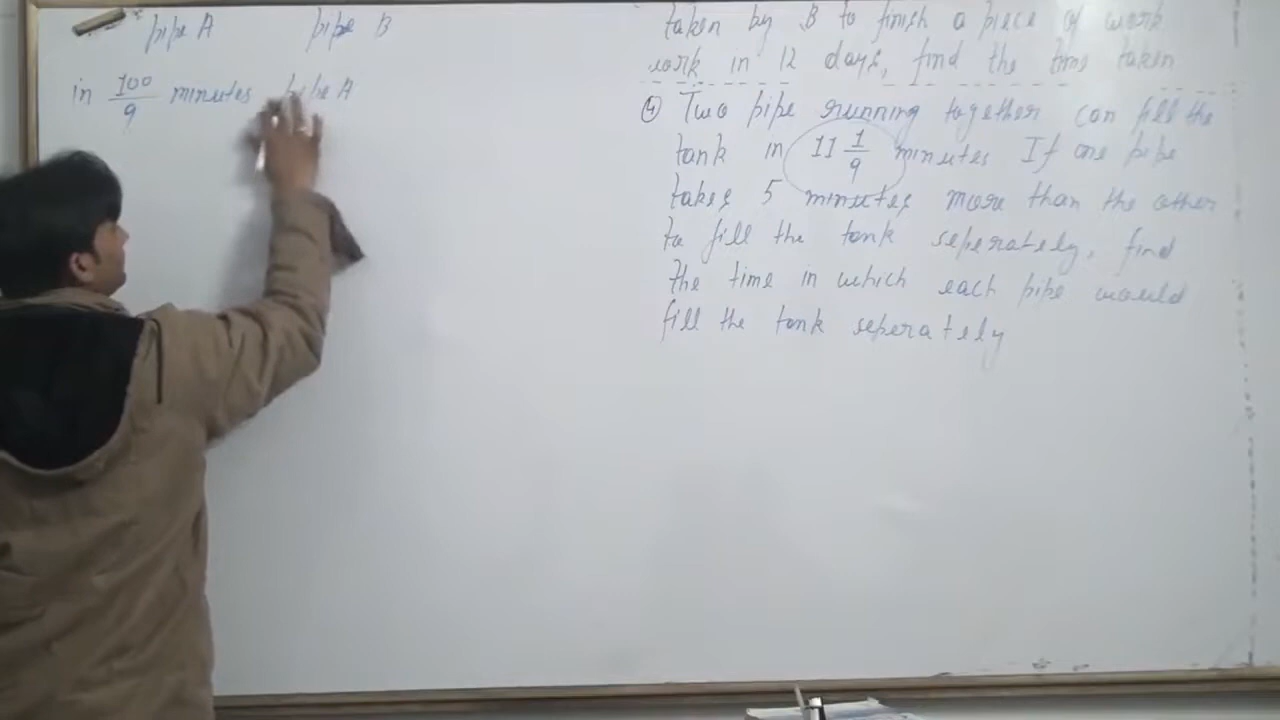 pipe A pipe B
in 100/9 minutes pipe A
taken by B to finish a piece of work
work in 12 days, find the time taken
④ Two pipe running together can fill the
tank in 11 1/9 minutes If one pipe
takes 5 minutes more than the other
to fill the tank seperately, find
the time in which each pipe would
fill the tank seperately